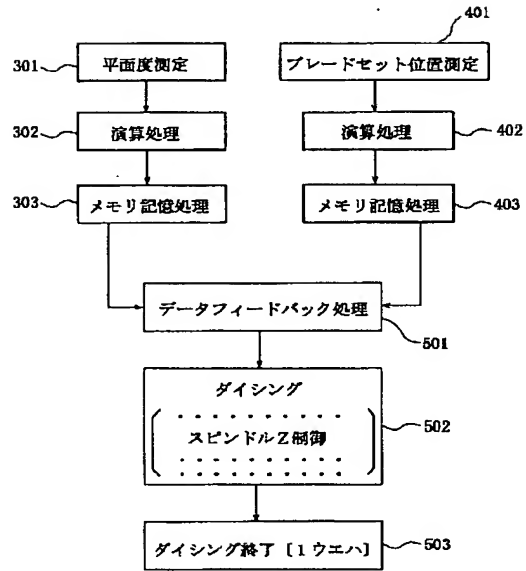 401
301
平面度測定
ブレードセット位置測定
302
演算処理
演算処理
402
303
メモリ記憶処理
メモリ記憶処理
403
データフィードバック処理
501
ダイシング
スピンドルZ制御
502
ダイシング終了〔1ウエハ〕
503